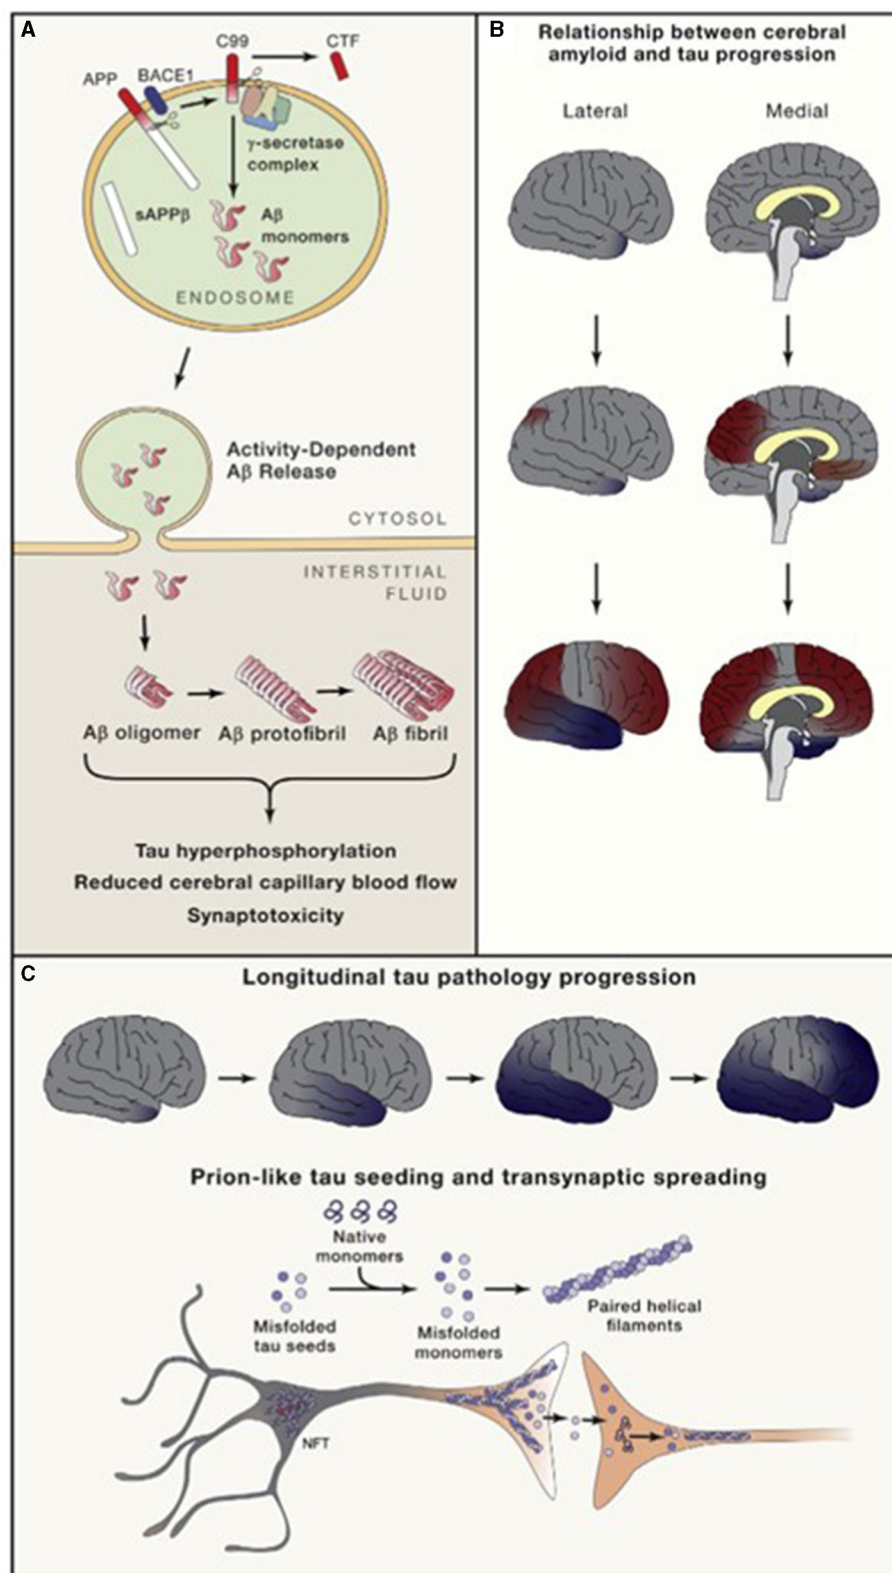 A
C99
CTF
APP
BACE1
γ-secretase
complex
sAPPβ
Aβ
monomers
ENDOSOME
Activity-Dependent
Aβ Release
CYTOSOL
INTERSTITIAL
FLUID
Aβ oligomer
Aβ protofibril
Aβ fibril
Tau hyperphosphorylation
Reduced cerebral capillary blood flow
Synaptotoxicity
B
Relationship between cerebral
amyloid and tau progression
Lateral
Medial
C
Longitudinal tau pathology progression
Prion-like tau seeding and transynaptic spreading
Native
monomers
Misfolded
tau seeds
Misfolded
monomers
Paired helical
filaments
NFT